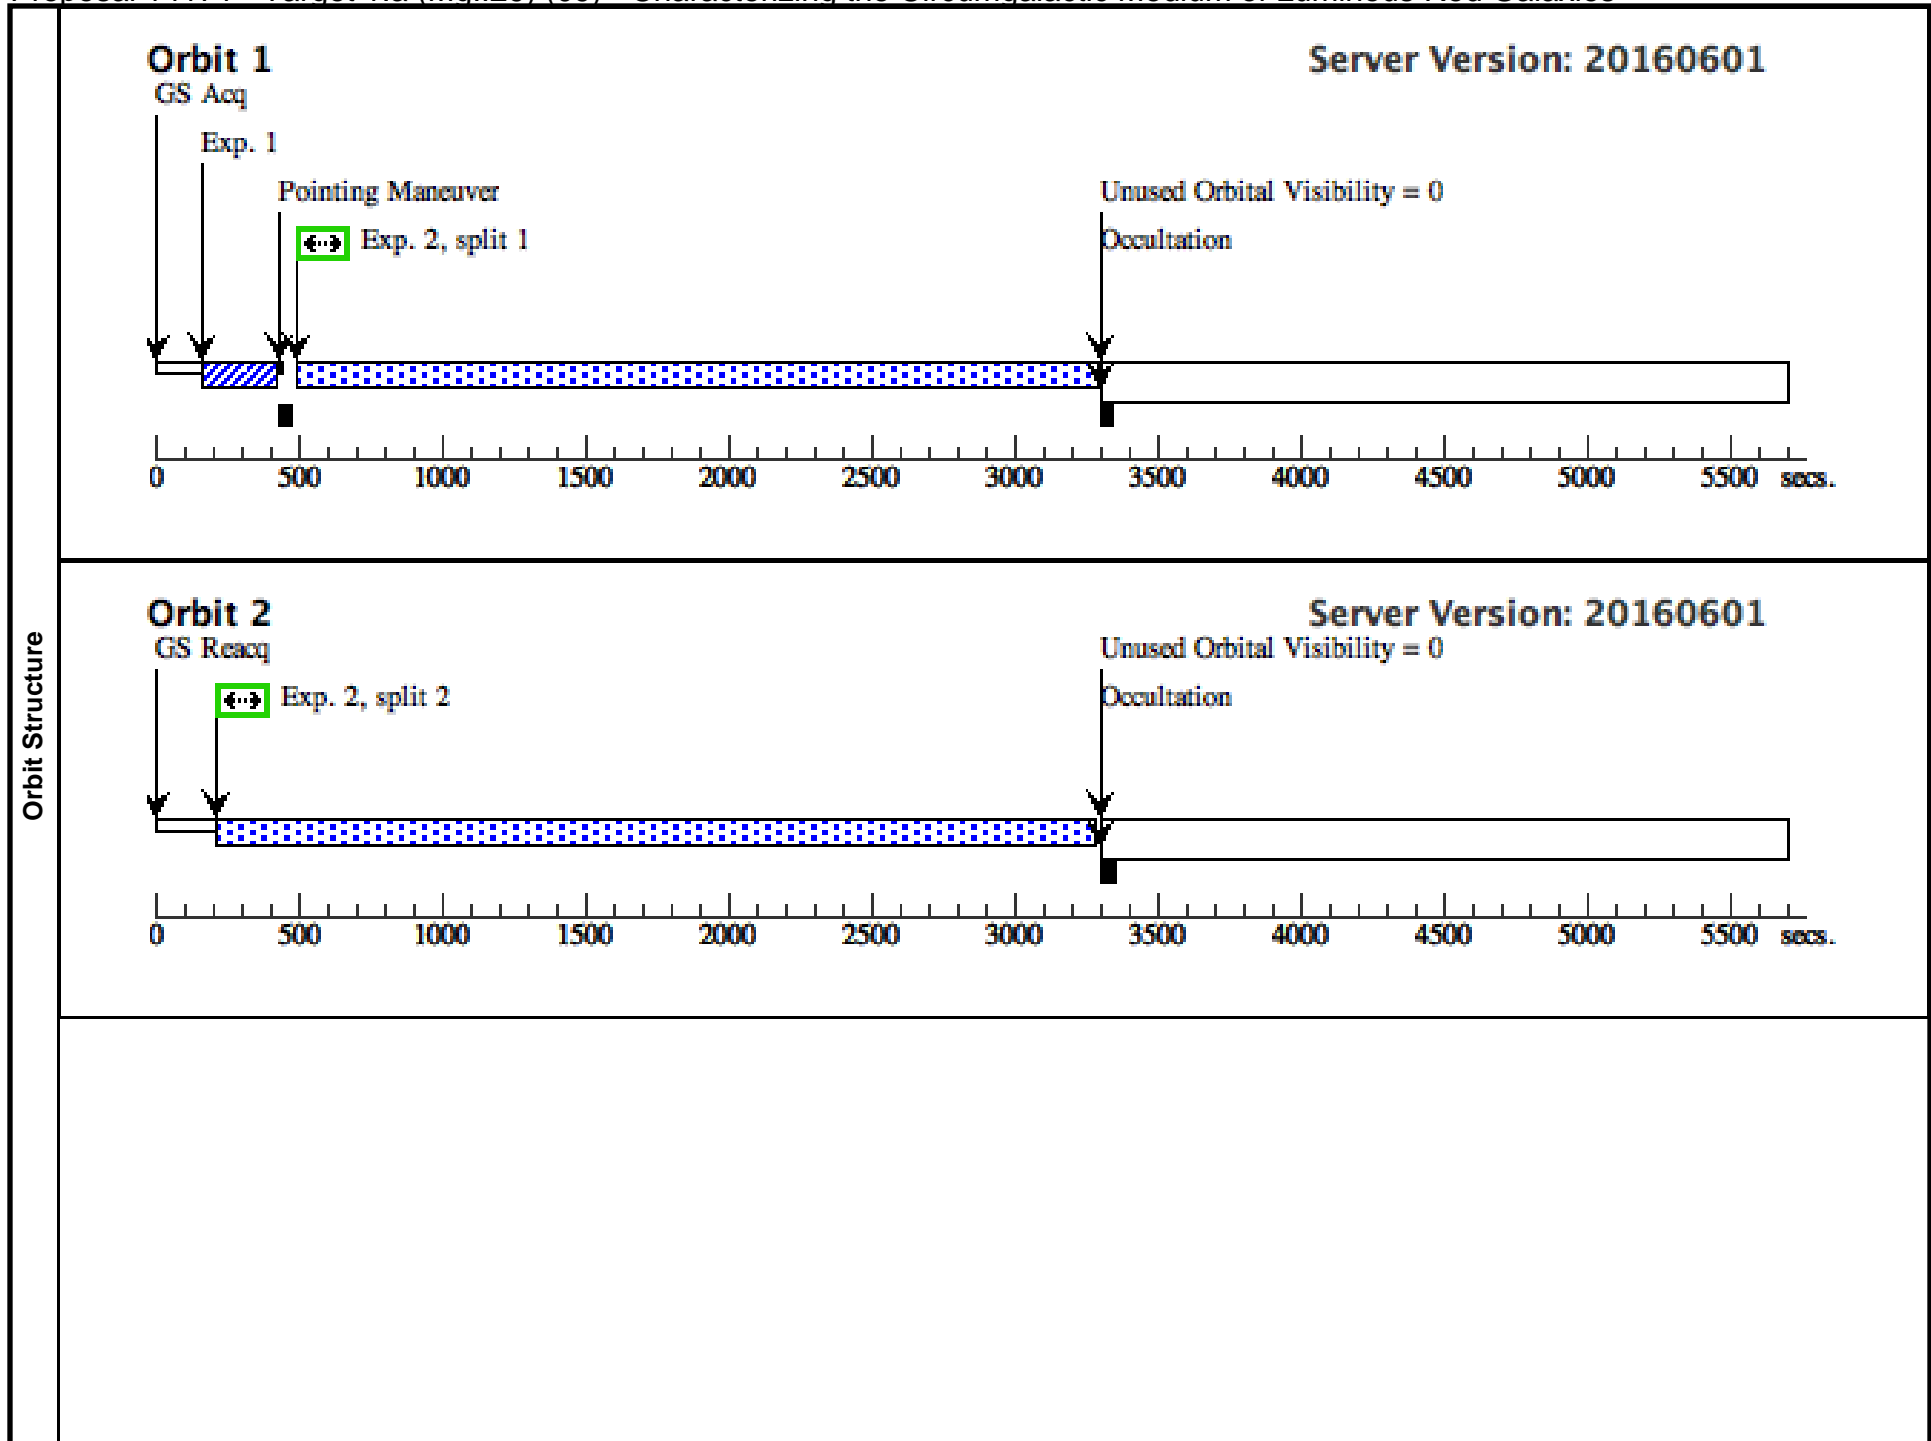 Orbit Structure
Orbit 1
Server Version: 20160601
GS Acq
Exp. 1
Pointing Maneuver
Unused Orbital Visibility = 0
Exp. 2, split 1
Occultation
0 500 1000 1500 2000 2500 3000 3500 4000 4500 5000 5500 secs.
Orbit 2
Server Version: 20160601
GS Reacq
Unused Orbital Visibility = 0
Exp. 2, split 2
Occultation
0 500 1000 1500 2000 2500 3000 3500 4000 4500 5000 5500 secs.